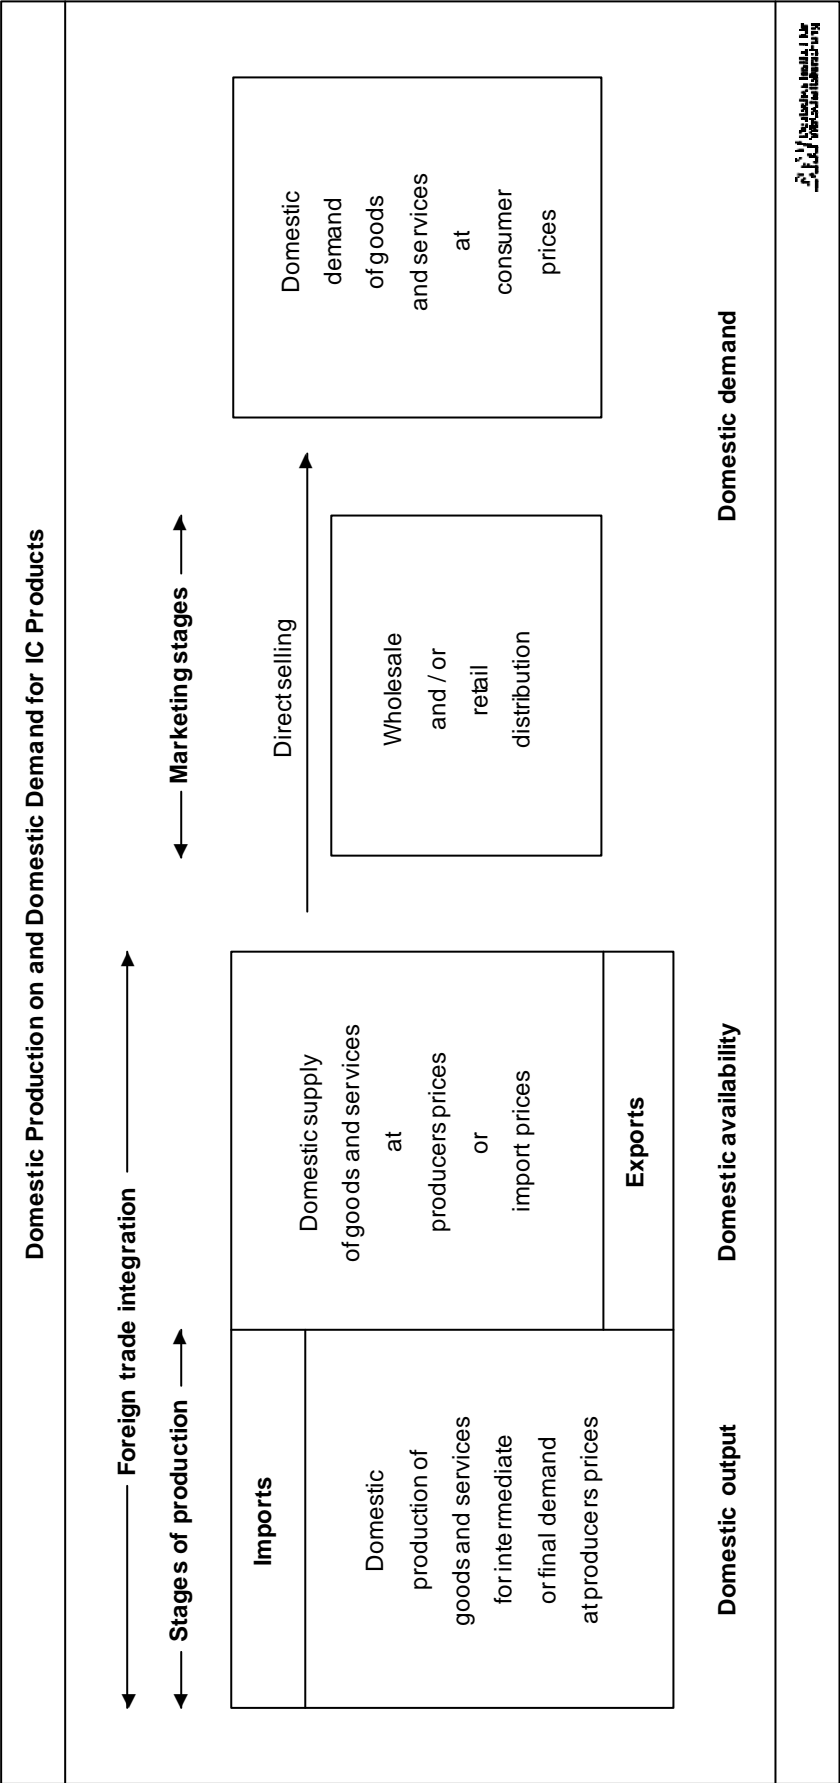 Domestic Production on and Domestic Demand for IC Products
Foreign trade integration
Stages of production
Marketing stages
Imports
Domestic
production of
goods and services
for intermediate
or final demand
at producers prices
Domestic supply
of goods and services
at
producers prices
or
import prices
Exports
Direct selling
Wholesale
and / or
retail
distribution
Domestic
demand
of goods
and services
at
consumer
prices
Domestic output
Domestic availability
Domestic demand